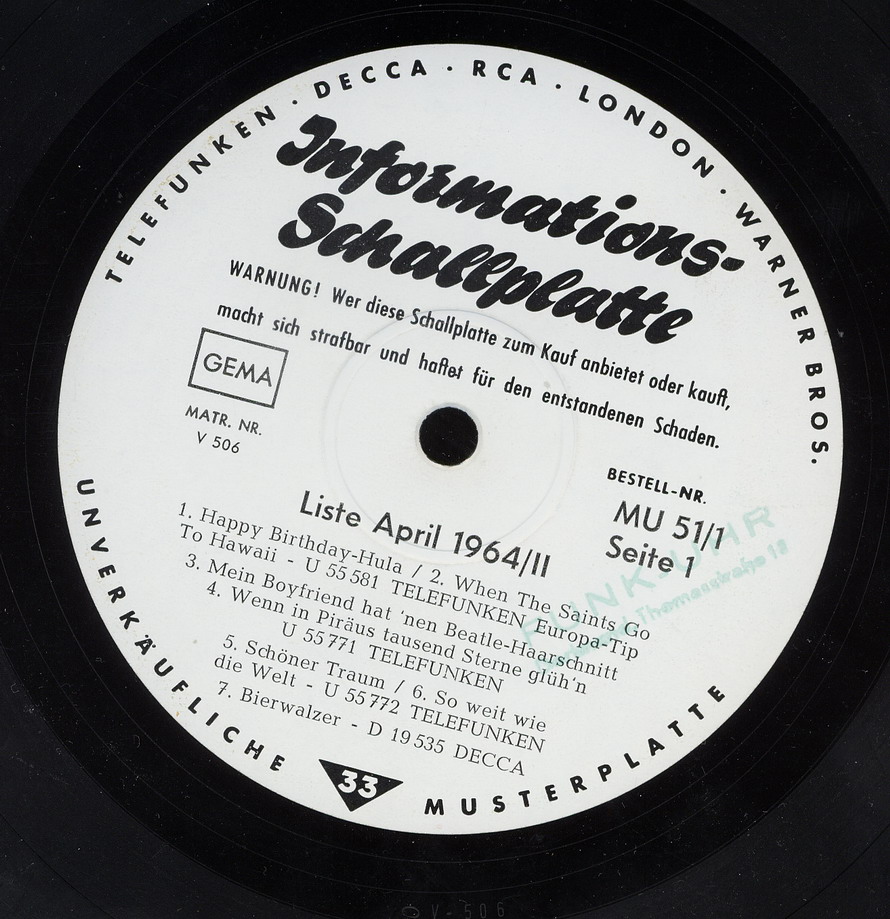 TELEFUNKEN · DECCA · RCA · LONDON · WARNER BROS.
Informations-
Schallplatte
WARNUNG! Wer diese Schallplatte zum Kauf anbietet oder kauft,
macht sich strafbar und haftet für den entstandenen Schaden.
GEMA
MATR. NR.
V 506
BESTELL-NR.
MU 51/1
Seite 1
Liste April 1964/II
1. Happy Birthday-Hula / 2. When The Saints Go
To Hawaii - U 55 581 TELEFUNKEN Europa-Tip
3. Mein Boyfriend hat 'nen Beatle-Haarschnitt
4. Wenn in Piräus tausend Sterne glüh'n
U 55 771 TELEFUNKEN
5. Schöner Traum / 6. So weit wie
die Welt - U 55 772 TELEFUNKEN
7. Bierwalzer - D 19 535 DECCA
FUNK-UHR
UNVERKÄUFLICHE
33
MUSTERPLATTE
V-506